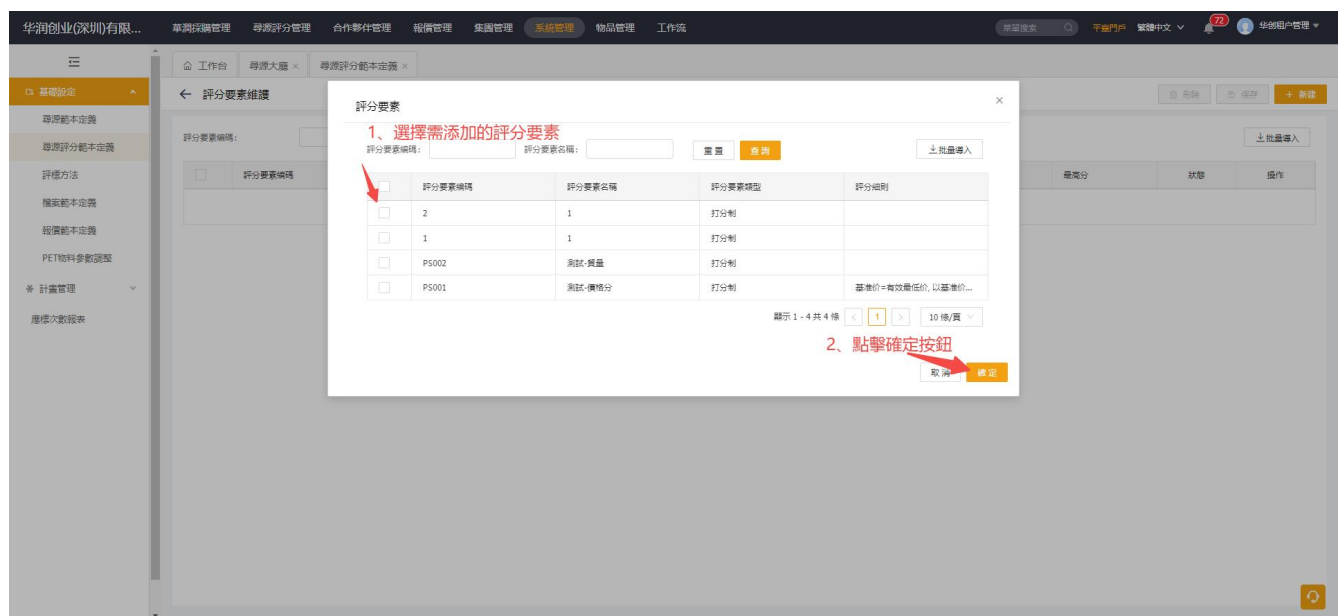 华润创业(深圳)有限... 華潤採購管理 尋源評分管理 合作夥伴管理 報價管理 集團管理 系統管理 物品管理 工作流 菜單搜索 平臺門戶 繁體中文 72 华创租户管理
工作台 尋源大廳 × 尋源評分範本定義 ×
基礎設定
尋源範本定義
尋源評分範本定義
評標方法
檔案範本定義
報價範本定義
PET物料參數調整
計畫管理
應標次數報表
← 評分要素維護 刪除 保存 + 新建
評分要素編碼: 批量導入
評分要素編碼 最高分 狀態 操作
評分要素 ×
1、選擇需添加的評分要素
評分要素編碼: 評分要素名稱: 重置 查詢 批量導入
評分要素編碼 評分要素名稱 評分要素類型 評分細則
2 1 打分制
1 1 打分制
PS002 測試-質量 打分制
PS001 測試-價格分 打分制 基准价=有效最低价, 以基准价...
顯示 1 - 4 共 4 條 < 1 > 10 條/頁
2、點擊確定按鈕
取消 確定